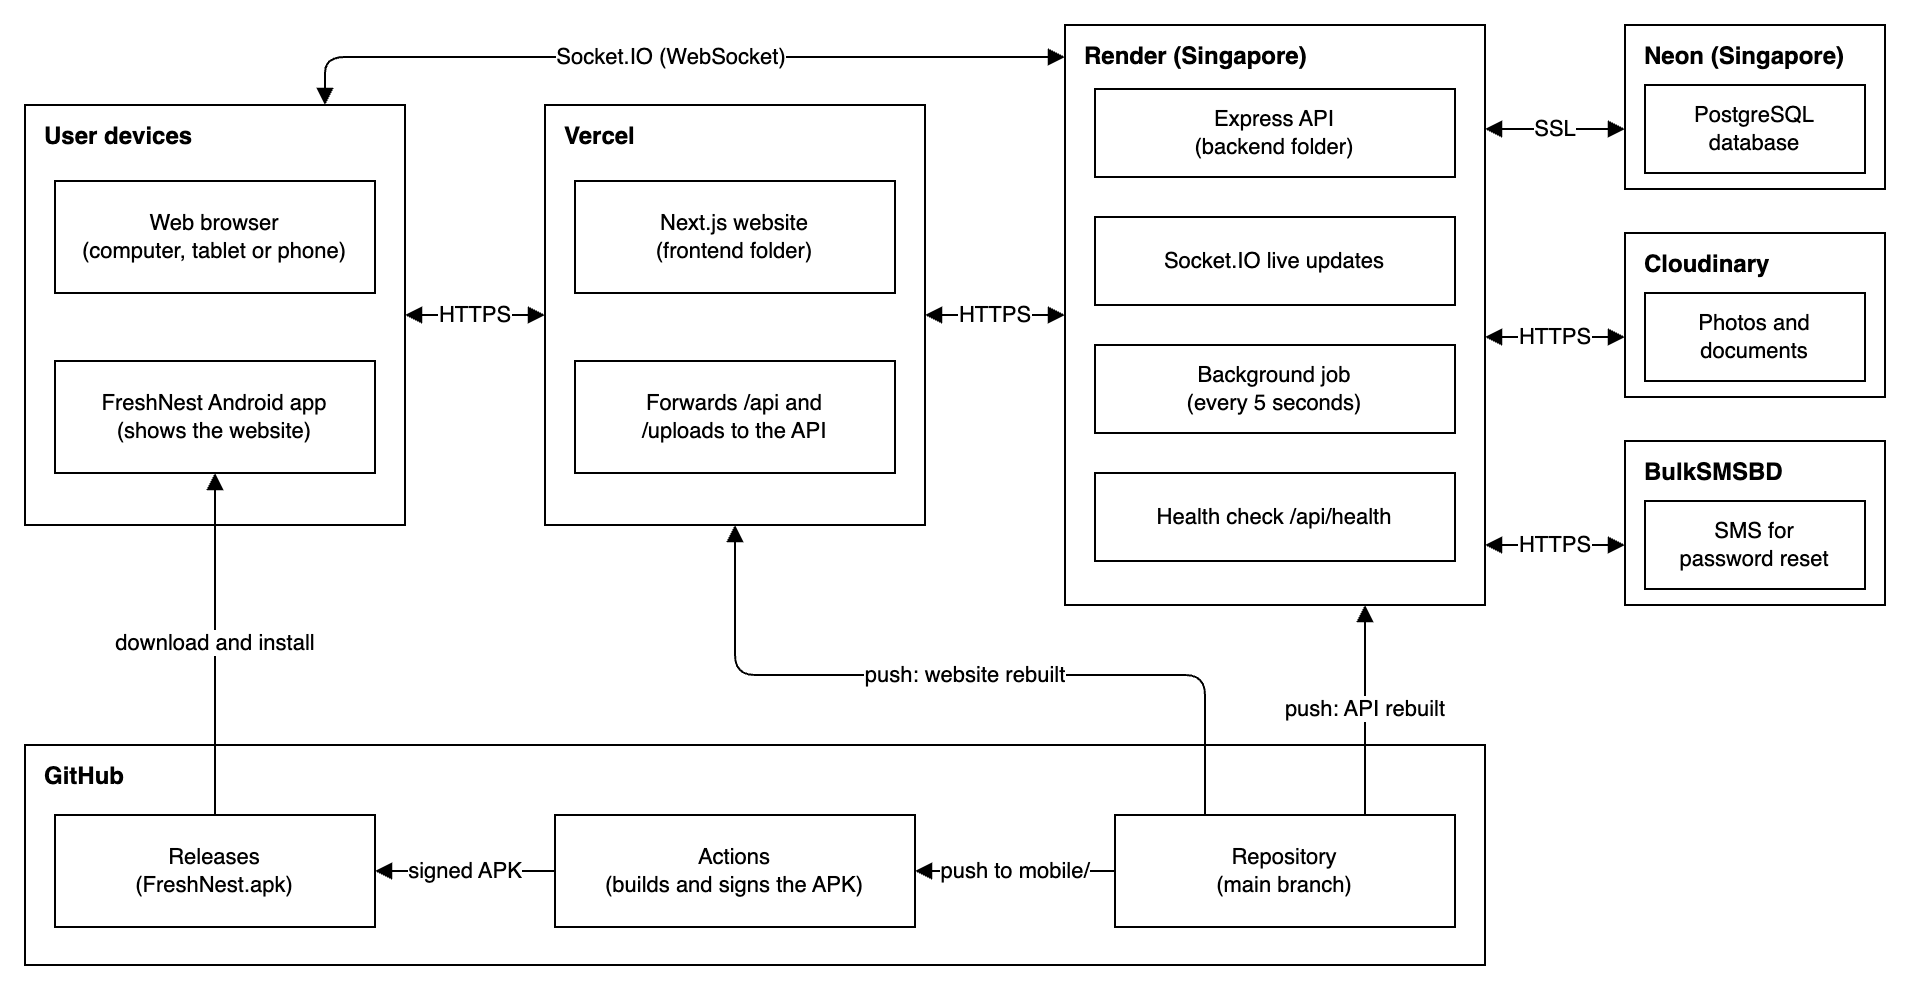 Socket.IO (WebSocket)
User devices
Web browser
(computer, tablet or phone)
FreshNest Android app
(shows the website)
HTTPS
Vercel
Next.js website
(frontend folder)
Forwards /api and
/uploads to the API
HTTPS
Render (Singapore)
Express API
(backend folder)
Socket.IO live updates
Background job
(every 5 seconds)
Health check /api/health
SSL
Neon (Singapore)
PostgreSQL
database
HTTPS
Cloudinary
Photos and
documents
HTTPS
BulkSMSBD
SMS for
password reset
download and install
push: website rebuilt
push: API rebuilt
GitHub
Releases
(FreshNest.apk)
signed APK
Actions
(builds and signs the APK)
push to mobile/
Repository
(main branch)